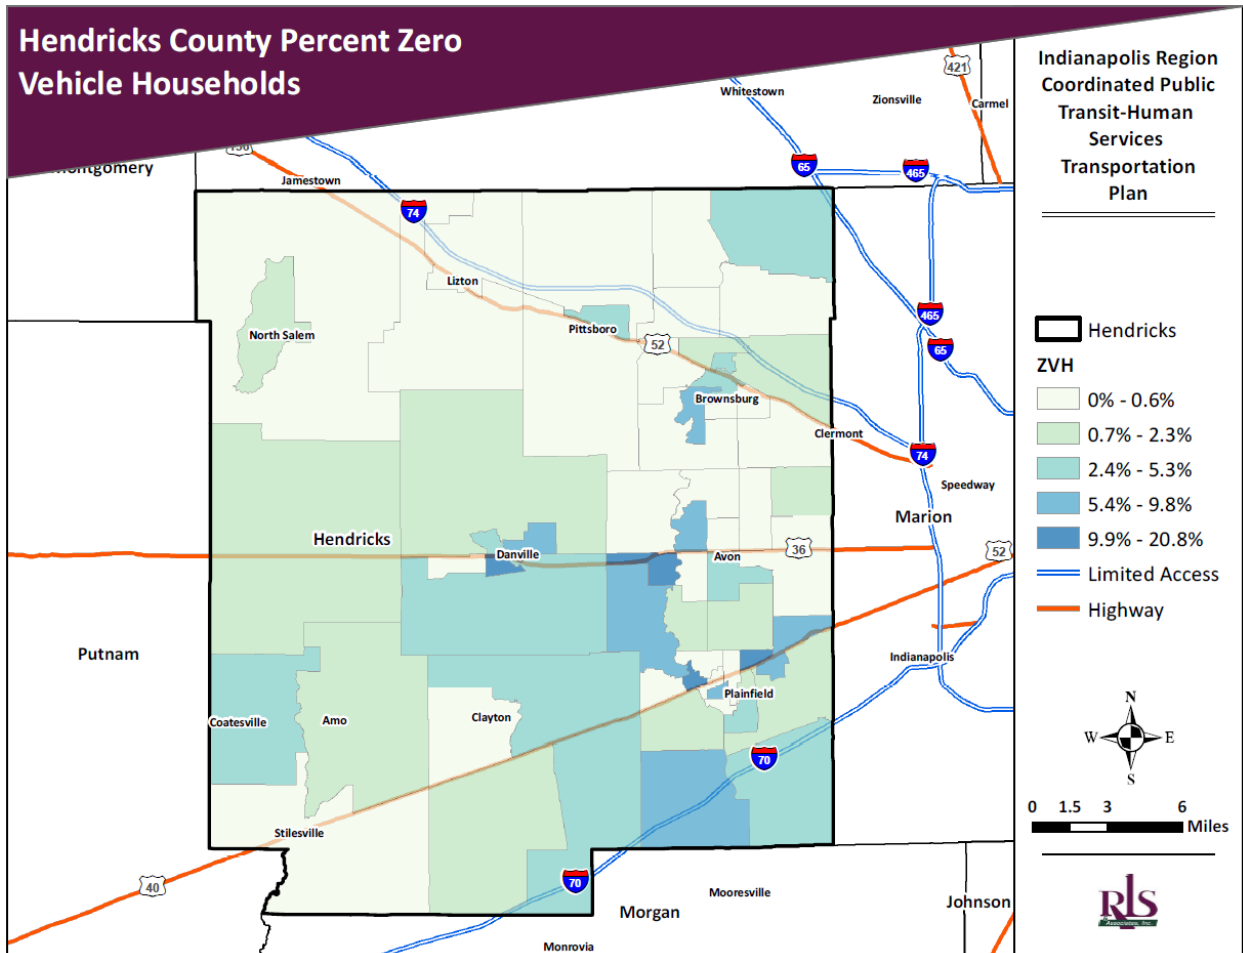 Hendricks County Percent Zero
Vehicle Households
Indianapolis Region
Coordinated Public
Transit-Human
Services
Transportation
Plan
421
Whitestown
Zionsville
Carmel
65
465
Jamestown
74
Lizton
North Salem
Pittsboro
52
465
65
Brownsburg
Clermont
74
Speedway
Marion
Hendricks
Danville
Avon
36
52
Putnam
Indianapolis
Coatesville
Amo
Clayton
Plainfield
70
Stilesville
40
70
Mooresville
Morgan
Johnson
Monrovia
Hendricks
ZVH
0% - 0.6%
0.7% - 2.3%
2.4% - 5.3%
5.4% - 9.8%
9.9% - 20.8%
Limited Access
Highway
N
W E
S
0 1.5 3 6
Miles
RLS
& Associates, Inc.